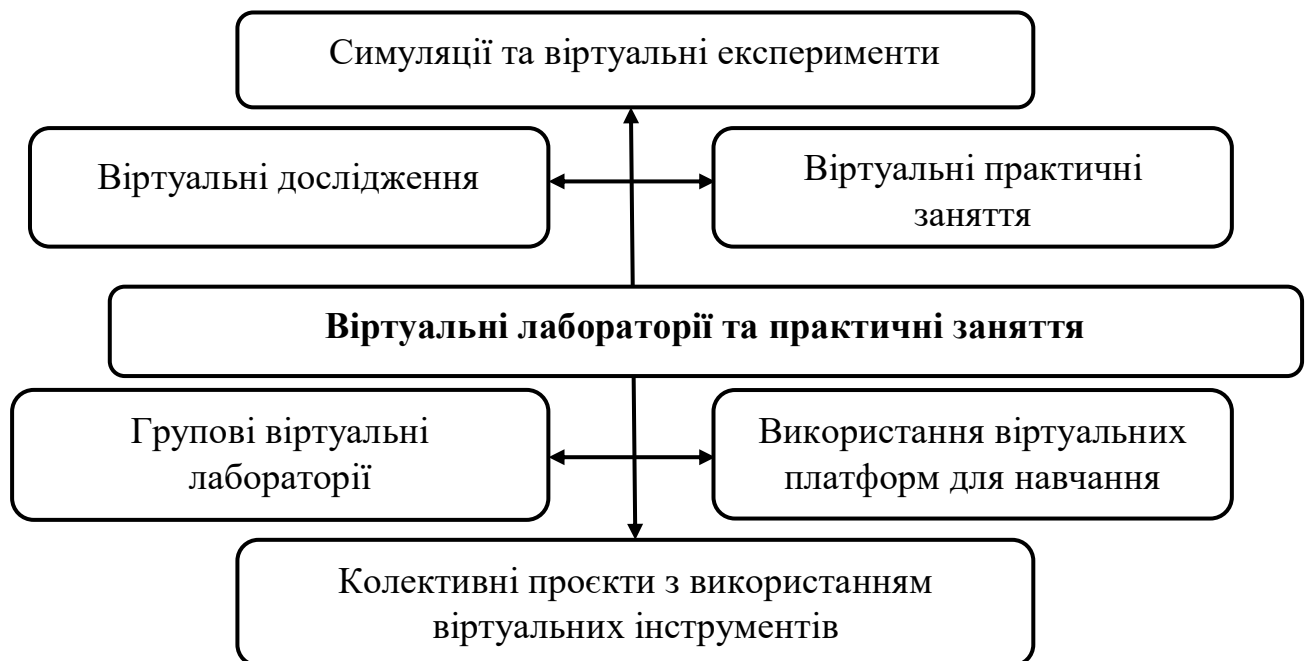 Симуляції та віртуальні експерименти
Віртуальні дослідження
Віртуальні практичні
заняття
Віртуальні лабораторії та практичні заняття
Групові віртуальні
лабораторії
Використання віртуальних
платформ для навчання
Колективні проєкти з використанням
віртуальних інструментів